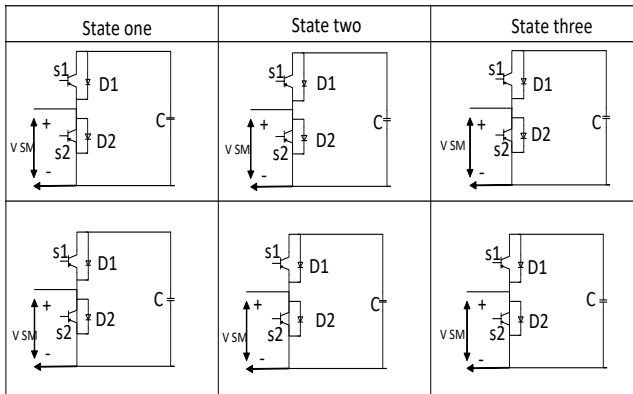 State one
State two
State three
s1
D1
C
+
V SM
s2
D2
-
s1
D1
C
+
V SM
s2
D2
-
s1
D1
C
+
V SM
s2
D2
-
s1
D1
C
+
V SM
s2
D2
-
s1
D1
C
+
V SM
s2
D2
-
s1
D1
C
+
V SM
s2
D2
-